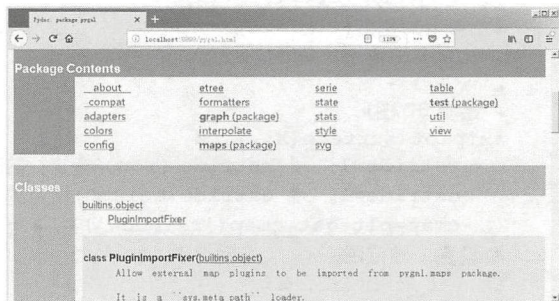 Pydoc: package pygal
localhost:8080/pygal.html
120%
Package Contents
__about__ etree serie table
_compat formatters state test (package)
adapters graph (package) stats util
colors interpolate style view
config maps (package) svg
Classes
builtins.object
PluginImportFixer
class PluginImportFixer(builtins.object)
Allow external map plugins to be imported from pygal.maps package.
It is a ``sys.meta_path`` loader.